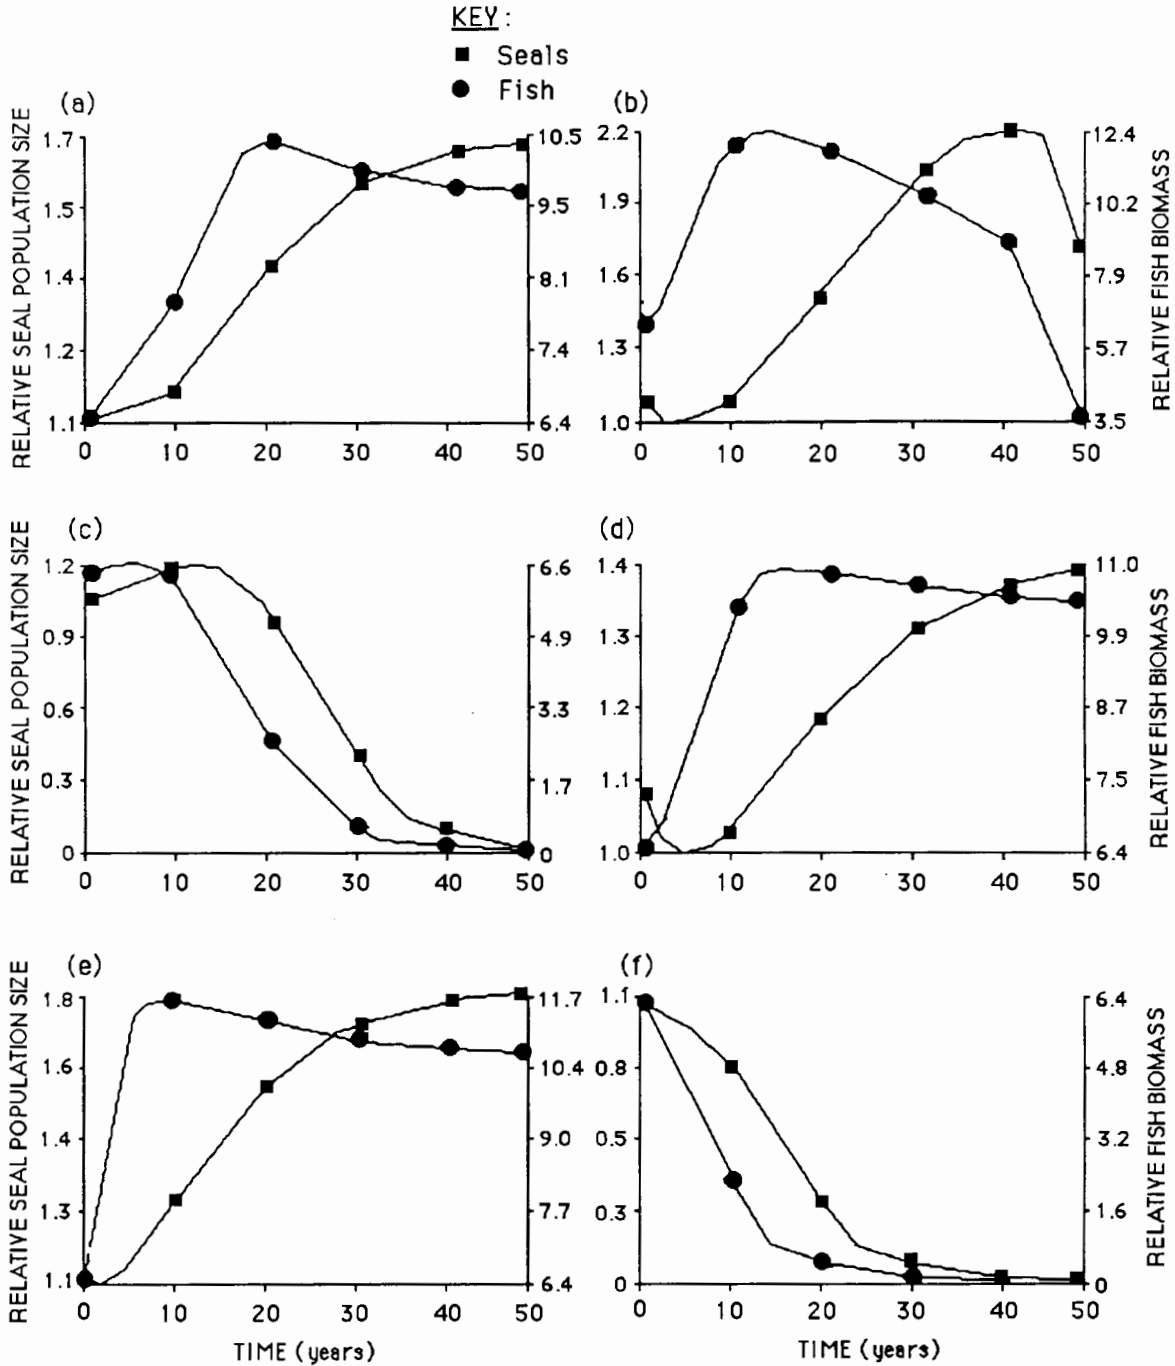 KEY:
Seals
Fish
(a)
(b)
RELATIVE SEAL POPULATION SIZE
1.7
1.5
1.4
1.2
1.1
10.5
9.5
8.1
7.4
6.4
0 10 20 30 40 50
2.2
1.9
1.6
1.3
1.0
12.4
10.2
7.9
5.7
3.5
0 10 20 30 40 50
RELATIVE FISH BIOMASS
(c)
(d)
RELATIVE SEAL POPULATION SIZE
1.2
0.9
0.6
0.3
0
6.6
4.9
3.3
1.7
0
0 10 20 30 40 50
1.4
1.3
1.2
1.1
1.0
11.0
9.9
8.7
7.5
6.4
0 10 20 30 40 50
RELATIVE FISH BIOMASS
(e)
(f)
RELATIVE SEAL POPULATION SIZE
1.8
1.6
1.4
1.3
1.1
11.7
10.4
9.0
7.7
6.4
0 10 20 30 40 50
TIME (years)
1.1
0.8
0.5
0.3
0
6.4
4.8
3.2
1.6
0
0 10 20 30 40 50
TIME (years)
RELATIVE FISH BIOMASS